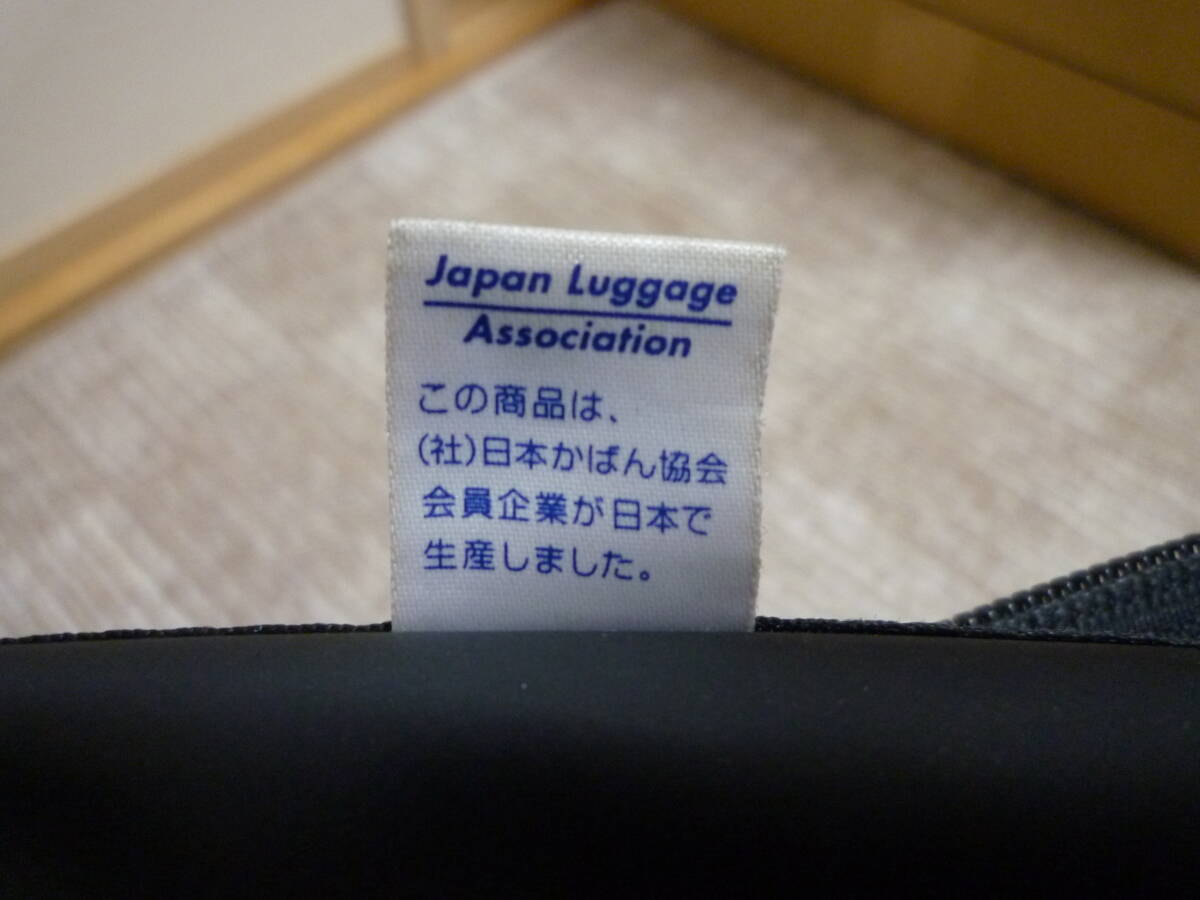 Japan Luggage
Association
この商品は、
(社)日本かばん協会
会員企業が日本で
生産しました。